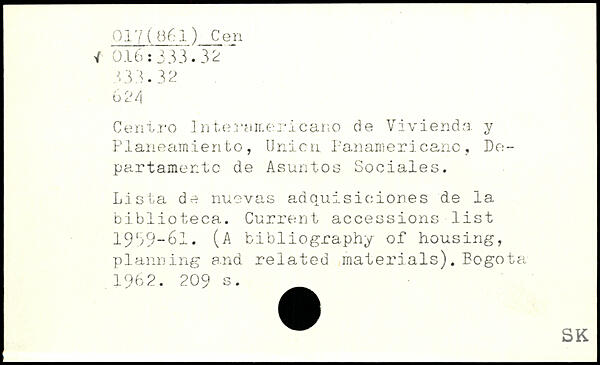 017(861) Cen
√ 016:333.32
333.32
624
Centro Interamericano de Vivienda y
Planeamiento, Union Panamericano, De-
partamento de Asuntos Sociales.
Lista de nuevas adquisiciones de la
biblioteca. Current accessions list
1959-61. (A bibliography of housing,
planning and related materials). Bogota
1962. 209 s.
SK